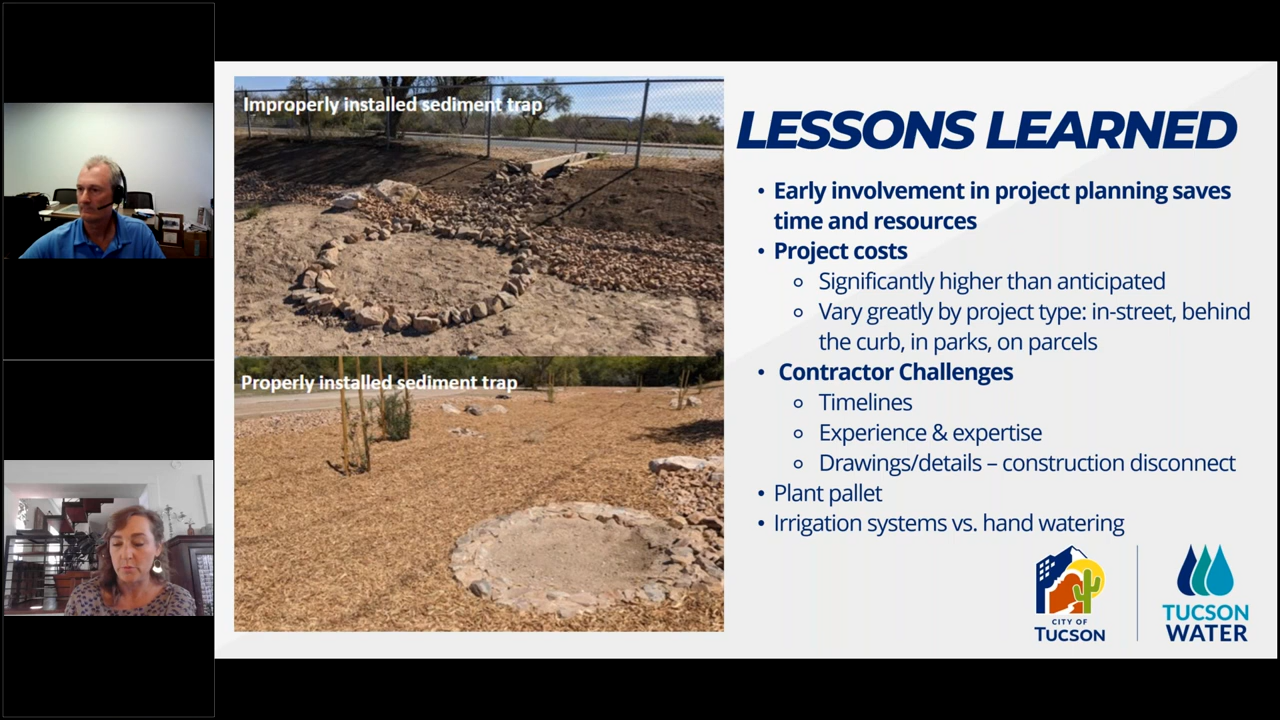 Improperly installed sediment trap
Properly installed sediment trap
LESSONS LEARNED
• Early involvement in project planning saves
time and resources
• Project costs
Significantly higher than anticipated
Vary greatly by project type: in-street, behind
the curb, in parks, on parcels
• Contractor Challenges
Timelines
Experience & expertise
Drawings/details – construction disconnect
• Plant pallet
• Irrigation systems vs. hand watering
CITY OF
TUCSON
TUCSON
WATER